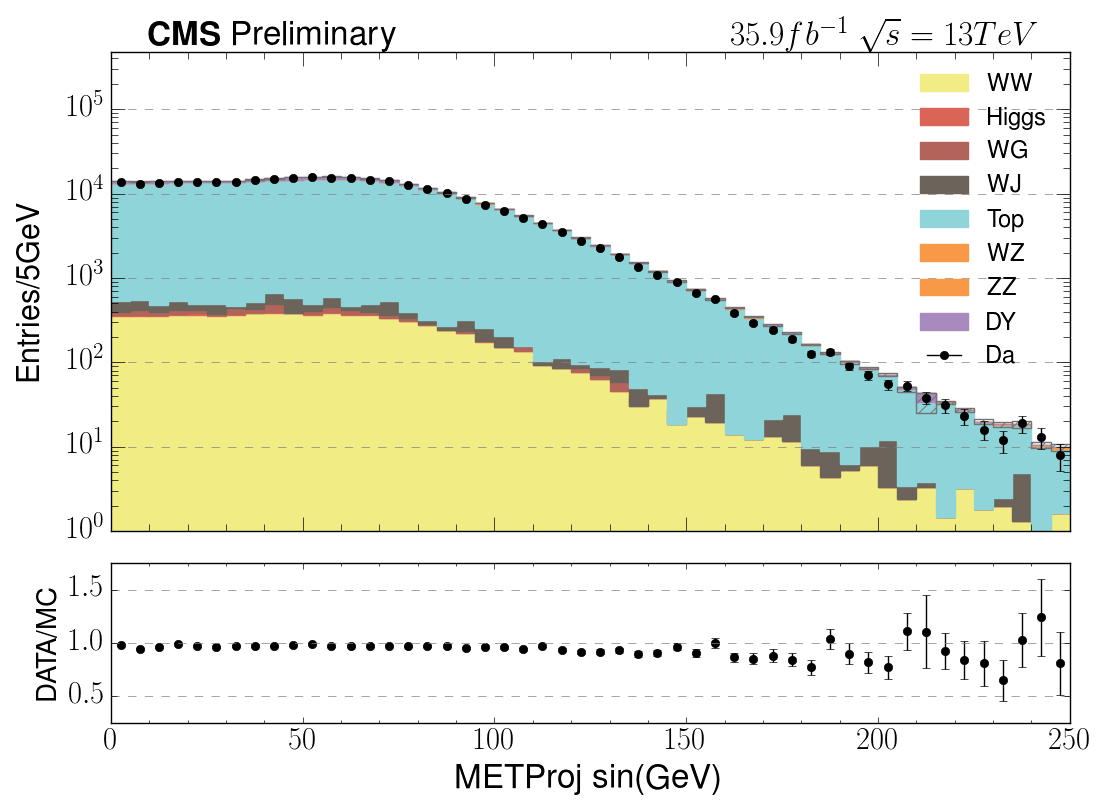 CMS Preliminary 35.9fb⁻¹ √s = 13TeV
Entries/5GeV
10⁵
10⁴
10³
10²
10¹
10⁰
WW
Higgs
WG
WJ
Top
WZ
ZZ
DY
Da
DATA/MC
1.5
1.0
0.5
0 50 100 150 200 250
METProj sin(GeV)